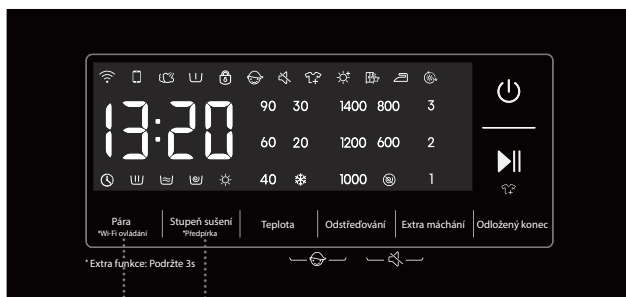 13:20
90 30 1400 800 3
60 20 1200 600 2
40 1000 1
Pára
*Wi-Fi ovládání
Stupeň sušení
*Předpírka
Teplota
Odstřeďování
Extra máchání
Odložený konec
* Extra funkce: Podržte 3s